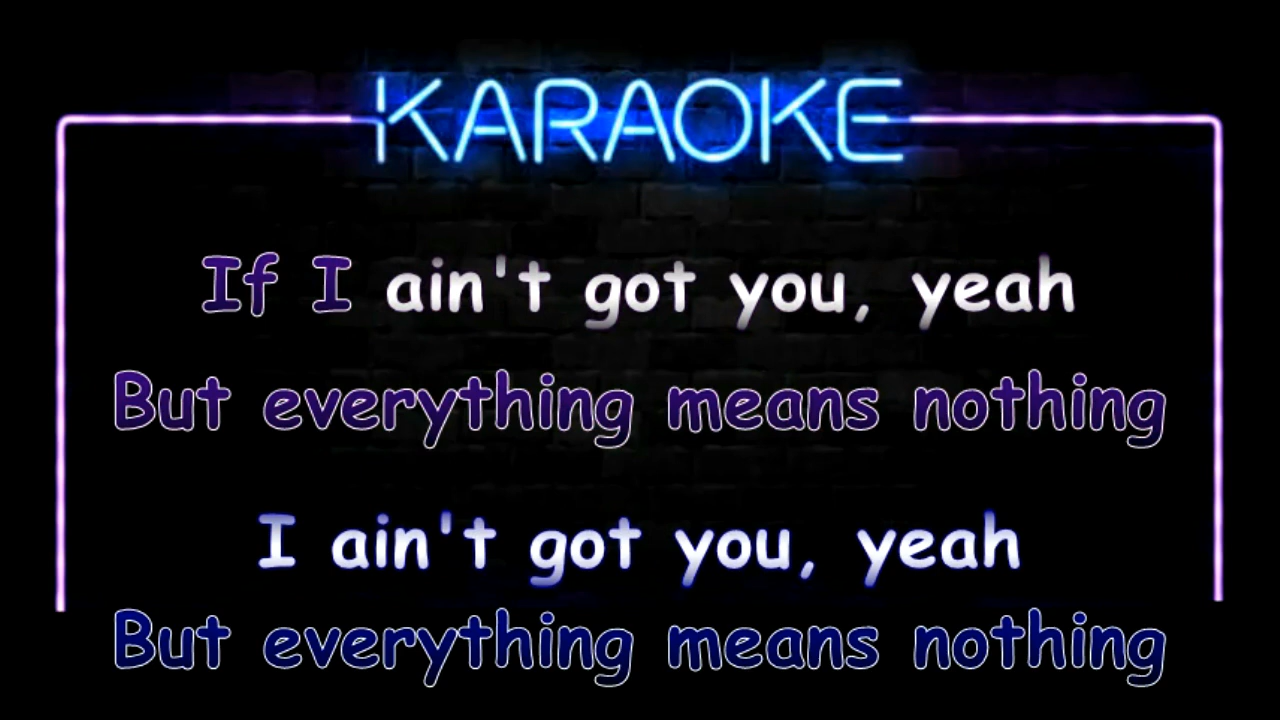 KARAOKE
If I ain't got you, yeah
But everything means nothing
I ain't got you, yeah
But everything means nothing